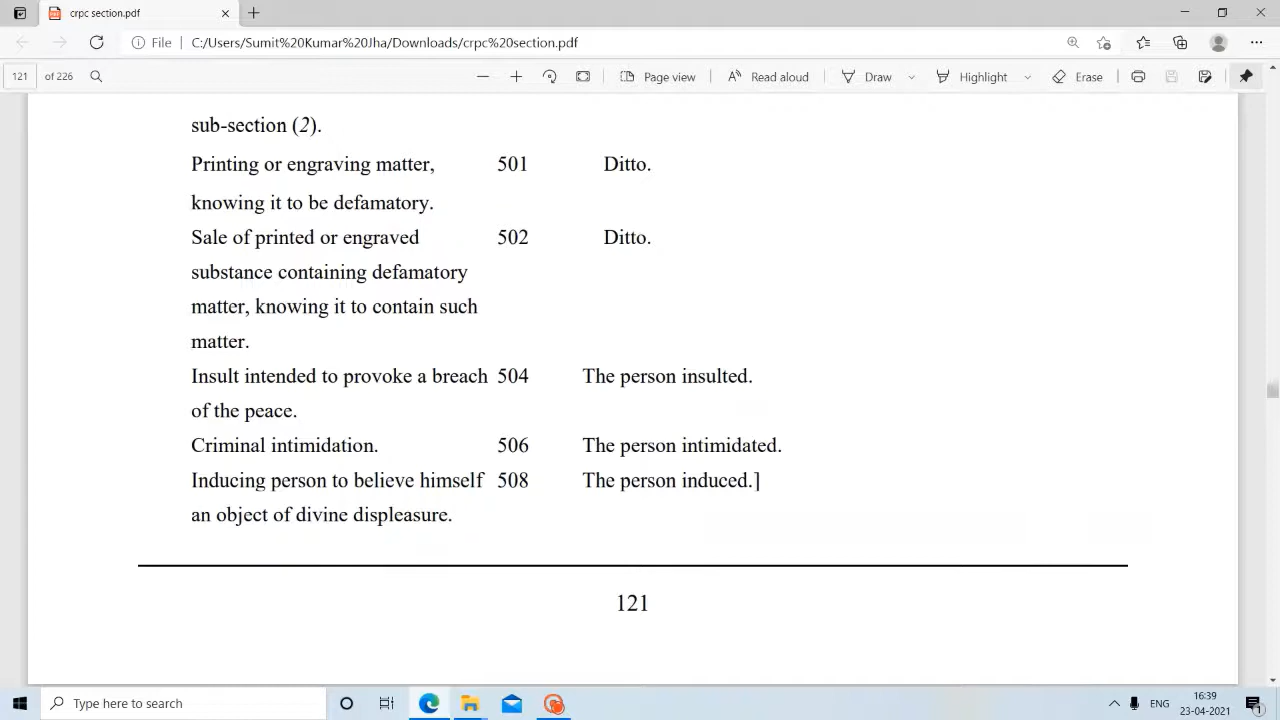 crpc section.pdf
File C:/Users/Sumit%20Kumar%20Jha/Downloads/crpc%20section.pdf
121 of 226 Page view Read aloud Draw Highlight Erase
sub-section (2).
Printing or engraving matter, 501 Ditto.
knowing it to be defamatory.
Sale of printed or engraved 502 Ditto.
substance containing defamatory
matter, knowing it to contain such
matter.
Insult intended to provoke a breach 504 The person insulted.
of the peace.
Criminal intimidation. 506 The person intimidated.
Inducing person to believe himself 508 The person induced.]
an object of divine displeasure.
121
Type here to search
ENG
16:39
23-04-2021